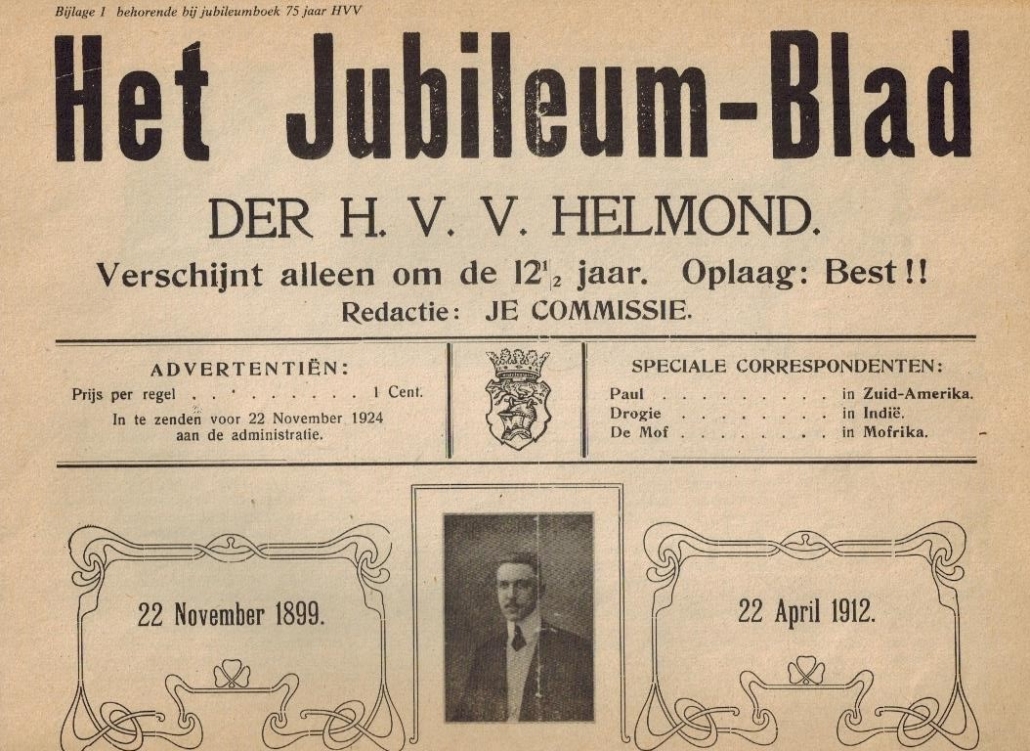 Bijlage I behorende bij jubileumboek 75 jaar HVV
Het Jubileum-Blad
DER H. V. V. HELMOND.
Verschijnt alleen om de 12 1/2 jaar. Oplaag: Best !!
Redactie: JE COMMISSIE.
ADVERTENTIËN:
Prijs per regel . . . . . . . . . 1 Cent.
In te zenden voor 22 November 1924
aan de administratie.
SPECIALE CORRESPONDENTEN:
Paul . . . . . . . . in Zuid-Amerika.
Drogie . . . . . . . in Indië.
De Mof . . . . . . . . in Mofrika.
22 November 1899.
22 April 1912.